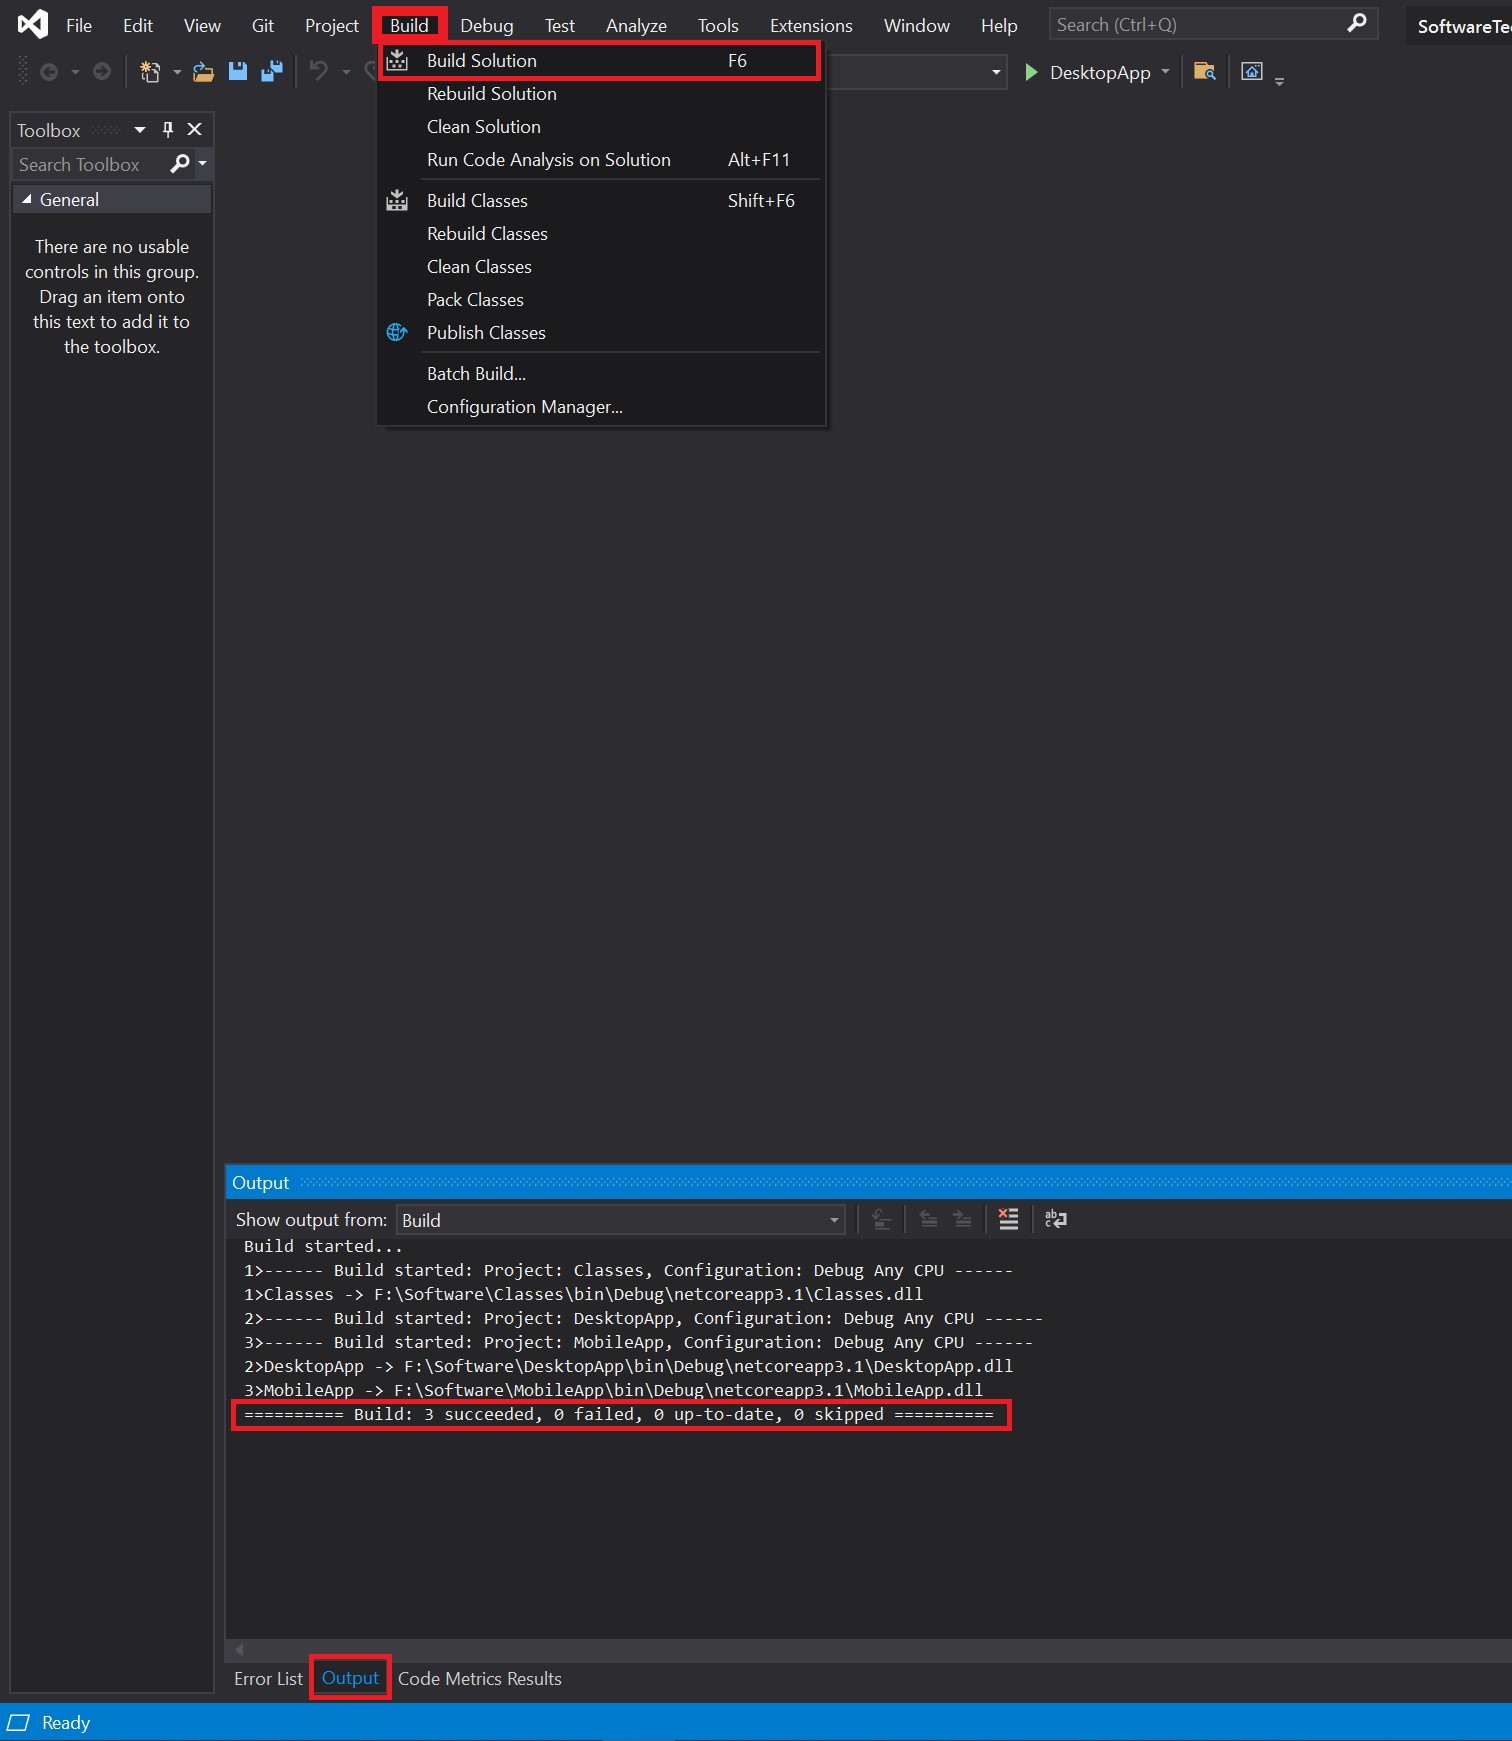 File Edit View Git Project Build Debug Test Analyze Tools Extensions Window Help Search (Ctrl+Q)
DesktopApp
Build Solution F6
Rebuild Solution
Clean Solution
Run Code Analysis on Solution Alt+F11
Build Classes Shift+F6
Rebuild Classes
Clean Classes
Pack Classes
Publish Classes
Batch Build...
Configuration Manager...
Toolbox
Search Toolbox
General
There are no usable
controls in this group.
Drag an item onto
this text to add it to
the toolbox.
Output
Show output from: Build
Build started...
1>------ Build started: Project: Classes, Configuration: Debug Any CPU ------
1>Classes -> F:\Software\Classes\bin\Debug\netcoreapp3.1\Classes.dll
2>------ Build started: Project: DesktopApp, Configuration: Debug Any CPU ------
3>------ Build started: Project: MobileApp, Configuration: Debug Any CPU ------
2>DesktopApp -> F:\Software\DesktopApp\bin\Debug\netcoreapp3.1\DesktopApp.dll
3>MobileApp -> F:\Software\MobileApp\bin\Debug\netcoreapp3.1\MobileApp.dll
========== Build: 3 succeeded, 0 failed, 0 up-to-date, 0 skipped ==========
Error List Output Code Metrics Results
Ready